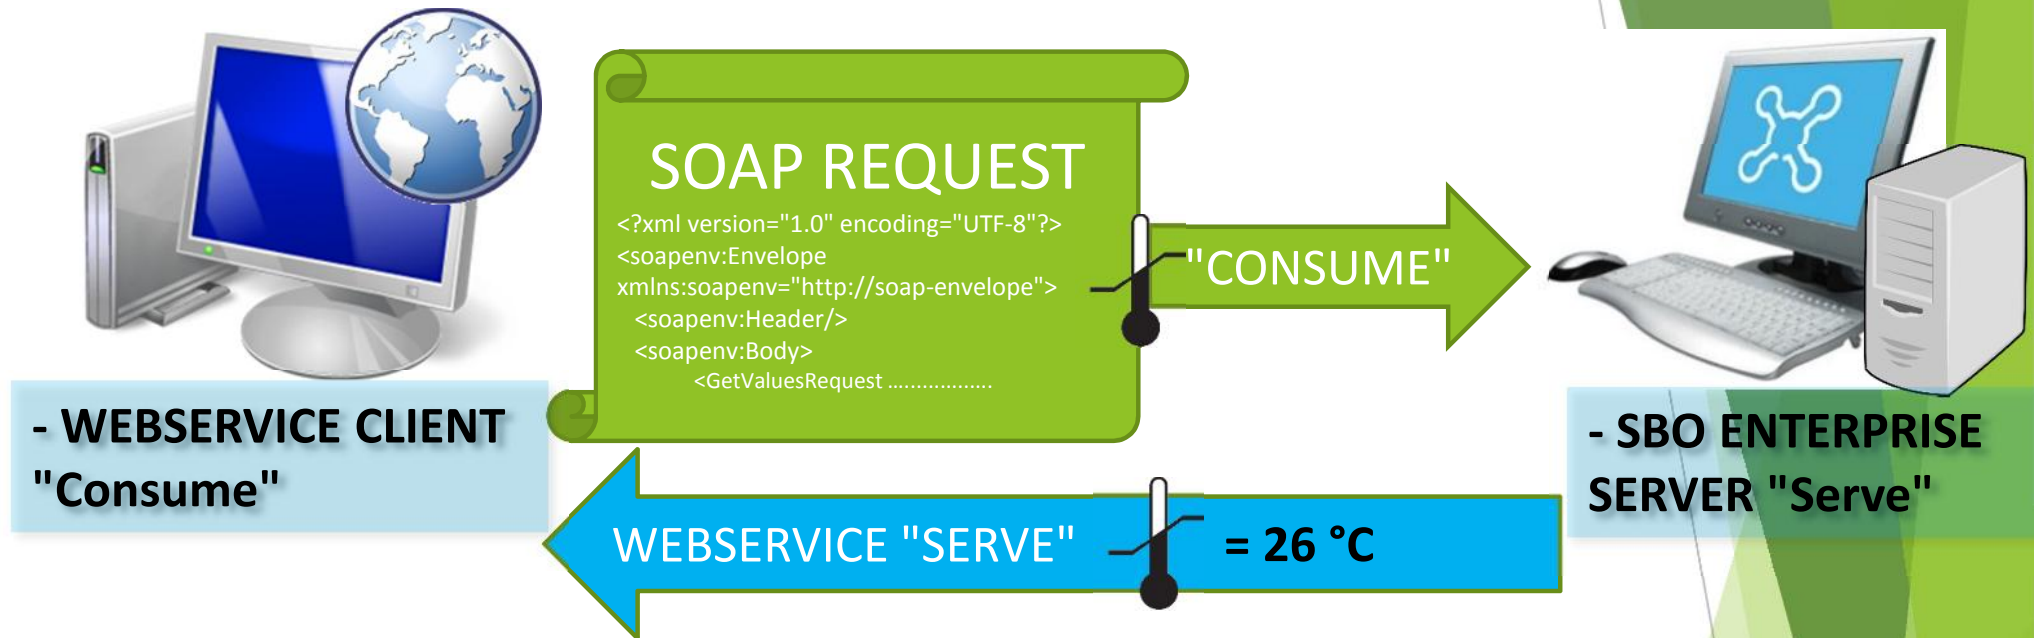 SOAP REQUEST
<?xml version="1.0" encoding="UTF-8"?>
<soapenv:Envelope
xmlns:soapenv="http://soap-envelope">
<soapenv:Header/>
<soapenv:Body>
<GetValuesRequest ................
"CONSUME"
- WEBSERVICE CLIENT
"Consume"
- SBO ENTERPRISE
SERVER "Serve"
WEBSERVICE "SERVE" = 26 °C